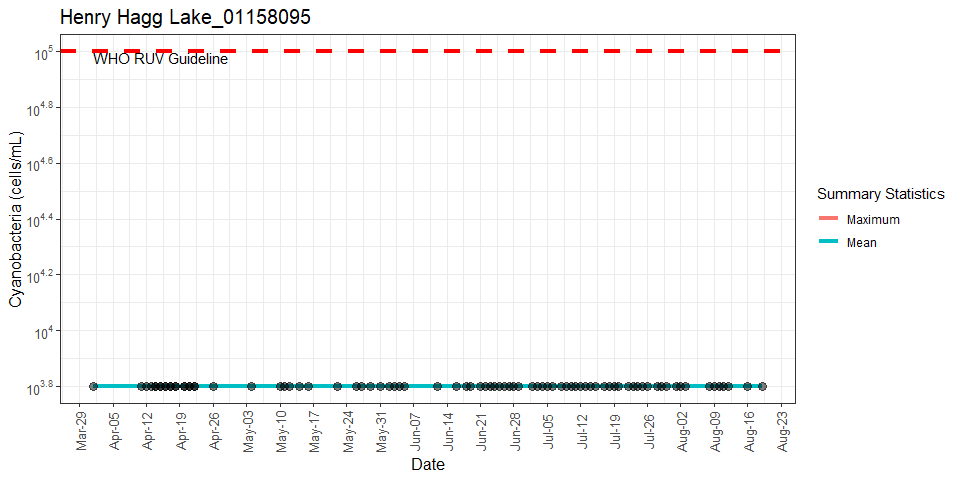 Henry Hagg Lake_01158095
Cyanobacteria (cells/mL)
10^5
10^4.8
10^4.6
10^4.4
10^4.2
10^4
10^3.8
WHO RUV Guideline
Summary Statistics
Maximum
Mean
Mar-29
Apr-05
Apr-12
Apr-19
Apr-26
May-03
May-10
May-17
May-24
May-31
Jun-07
Jun-14
Jun-21
Jun-28
Jul-05
Jul-12
Jul-19
Jul-26
Aug-02
Aug-09
Aug-16
Aug-23
Date